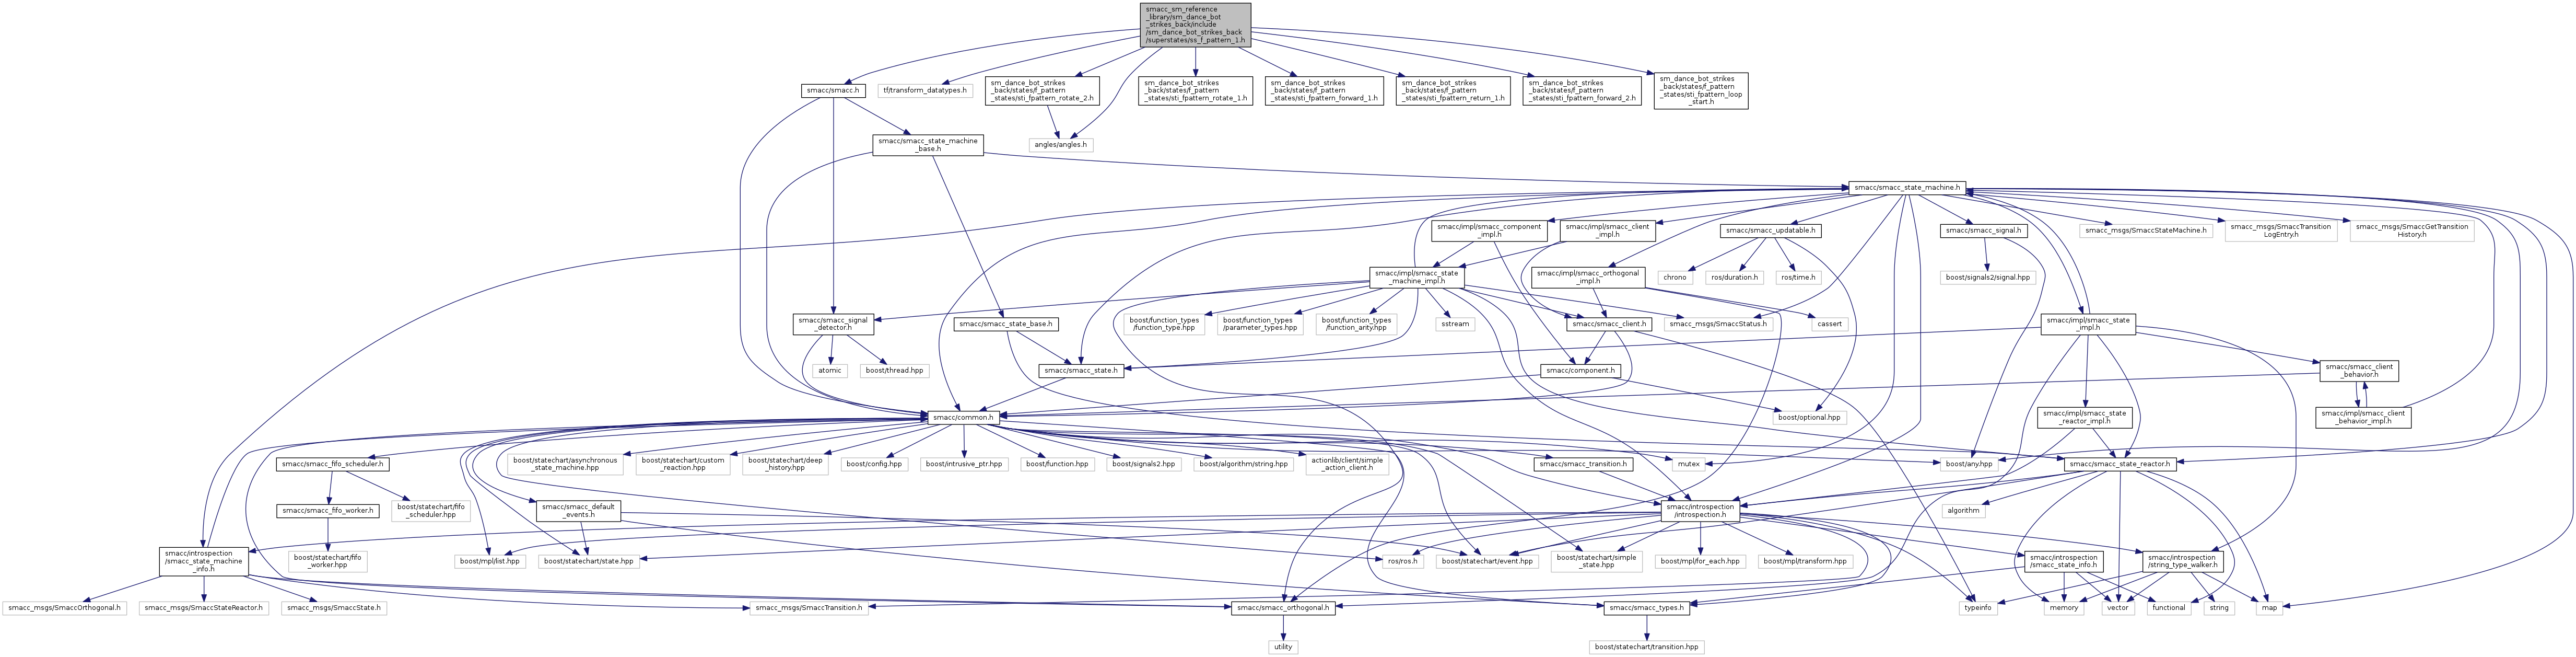 smacc_sm_reference
_library/sm_dance_bot
_strikes_back/include
/sm_dance_bot_strikes_back
/superstates/ss_f_pattern_1.h
smacc/smacc.h
tf/transform_datatypes.h
sm_dance_bot_strikes
_back/states/f_pattern
_states/sti_fpattern_rotate_2.h
sm_dance_bot_strikes
_back/states/f_pattern
_states/sti_fpattern_rotate_1.h
sm_dance_bot_strikes
_back/states/f_pattern
_states/sti_fpattern_forward_1.h
sm_dance_bot_strikes
_back/states/f_pattern
_states/sti_fpattern_return_1.h
sm_dance_bot_strikes
_back/states/f_pattern
_states/sti_fpattern_forward_2.h
sm_dance_bot_strikes
_back/states/f_pattern
_states/sti_fpattern_loop
_start.h
smacc/smacc_state_machine
_base.h
angles/angles.h
smacc/smacc_state_machine.h
smacc/impl/smacc_component
_impl.h
smacc/impl/smacc_client
_impl.h
smacc/smacc_updatable.h
smacc/smacc_signal.h
smacc_msgs/SmaccStateMachine.h
smacc_msgs/SmaccTransition
LogEntry.h
smacc_msgs/SmaccGetTransition
History.h
smacc/impl/smacc_state
_machine_impl.h
smacc/impl/smacc_orthogonal
_impl.h
chrono
ros/duration.h
ros/time.h
boost/signals2/signal.hpp
smacc/smacc_signal
_detector.h
smacc/smacc_state_base.h
boost/function_types
/function_type.hpp
boost/function_types
/parameter_types.hpp
boost/function_types
/function_arity.hpp
sstream
smacc/smacc_client.h
smacc_msgs/SmaccStatus.h
cassert
smacc/impl/smacc_state
_impl.h
atomic
boost/thread.hpp
smacc/smacc_state.h
smacc/component.h
smacc/smacc_client
_behavior.h
smacc/common.h
boost/optional.hpp
smacc/impl/smacc_state
_reactor_impl.h
smacc/impl/smacc_client
_behavior_impl.h
smacc/smacc_fifo_scheduler.h
boost/statechart/asynchronous
_state_machine.hpp
boost/statechart/custom
_reaction.hpp
boost/statechart/deep
_history.hpp
boost/config.hpp
boost/intrusive_ptr.hpp
boost/function.hpp
boost/signals2.hpp
boost/algorithm/string.hpp
actionlib/client/simple
_action_client.h
smacc/smacc_transition.h
mutex
boost/any.hpp
smacc/smacc_state_reactor.h
smacc/smacc_fifo_worker.h
boost/statechart/fifo
_scheduler.hpp
smacc/smacc_default
_events.h
smacc/introspection
/introspection.h
algorithm
smacc/introspection
/smacc_state_machine
_info.h
boost/statechart/fifo
_worker.hpp
boost/mpl/list.hpp
boost/statechart/state.hpp
ros/ros.h
boost/statechart/event.hpp
boost/statechart/simple
_state.hpp
boost/mpl/for_each.hpp
boost/mpl/transform.hpp
smacc/introspection
/smacc_state_info.h
smacc/introspection
/string_type_walker.h
smacc_msgs/SmaccOrthogonal.h
smacc_msgs/SmaccStateReactor.h
smacc_msgs/SmaccState.h
smacc_msgs/SmaccTransition.h
smacc/smacc_orthogonal.h
smacc/smacc_types.h
typeinfo
memory
vector
functional
string
map
utility
boost/statechart/transition.hpp